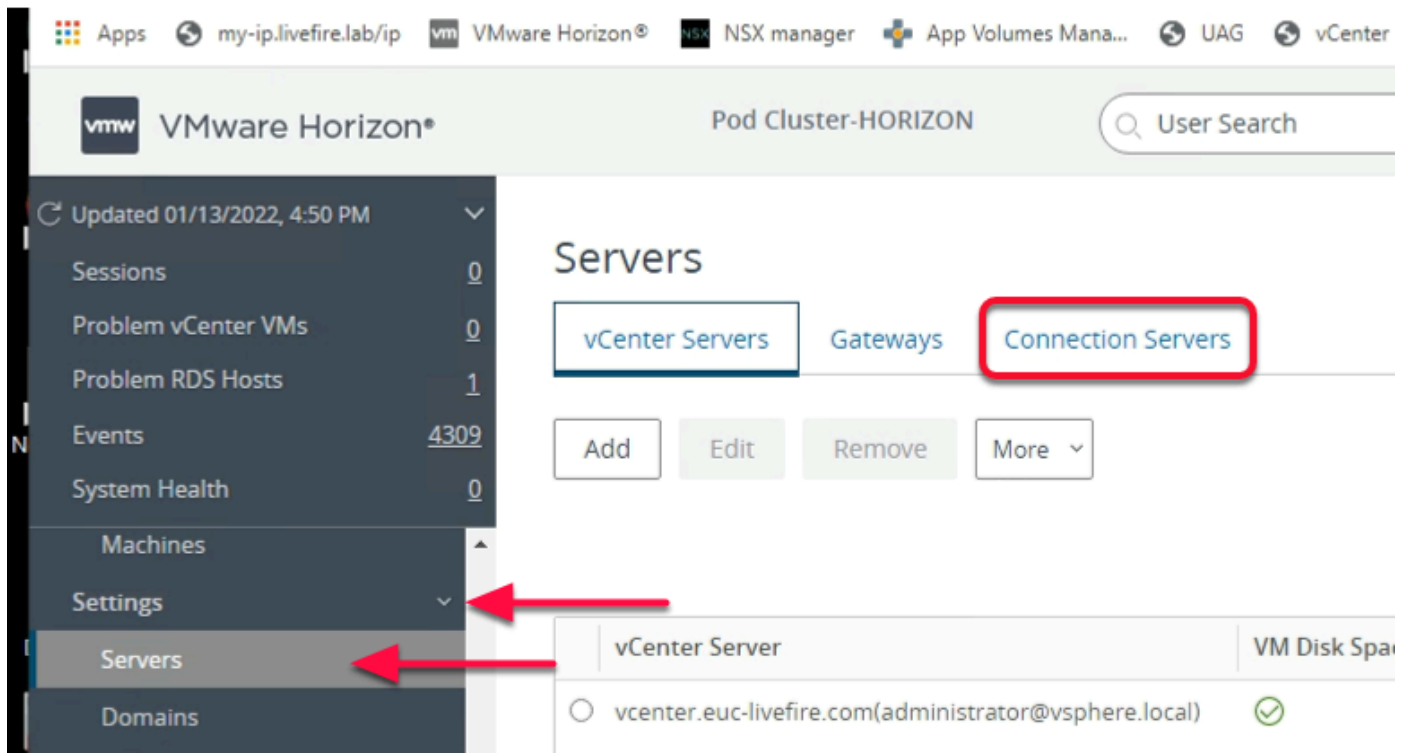 Apps my-ip.livefire.lab/ip vm VMware Horizon® NSX NSX manager App Volumes Mana... UAG vCenter
vmw VMware Horizon® Pod Cluster-HORIZON User Search
Updated 01/13/2022, 4:50 PM
Sessions 0
Problem vCenter VMs 0
Problem RDS Hosts 1
Events 4309
System Health 0
Machines
Settings
Servers
Domains
Servers
vCenter Servers Gateways Connection Servers
Add Edit Remove More
vCenter Server VM Disk Spa
vcenter.euc-livefire.com(administrator@vsphere.local)
N